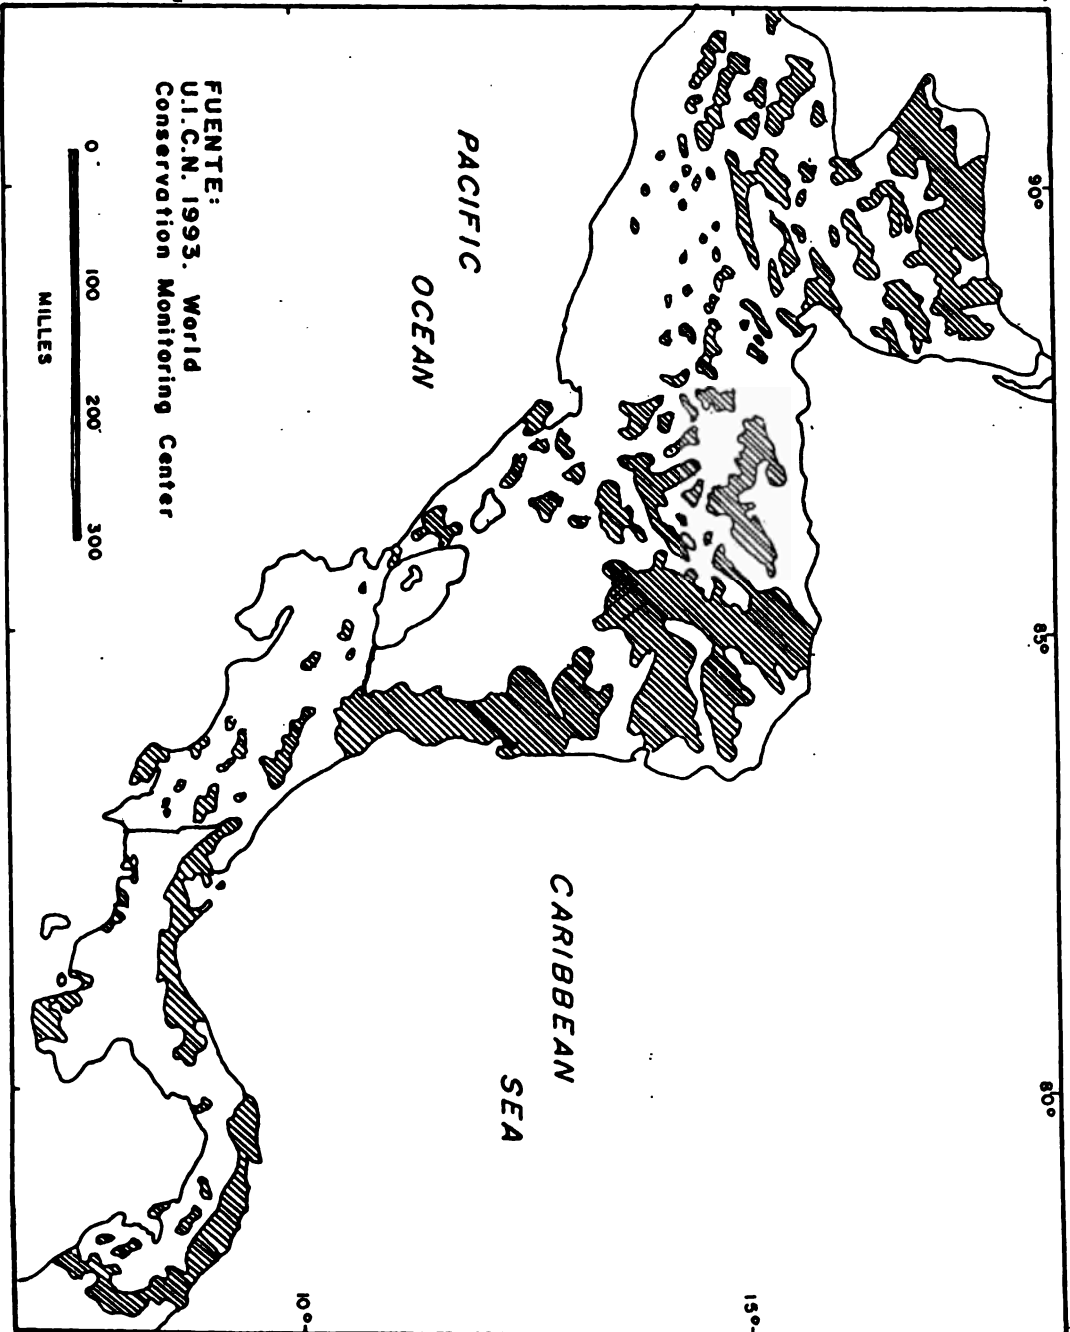 90°
85°
80°
15°
10°
PACIFIC
OCEAN
CARIBBEAN
SEA
FUENTE:
U.I.C.N. 1993. World
Conservation Monitoring Center
0
100
200
300
MILLES